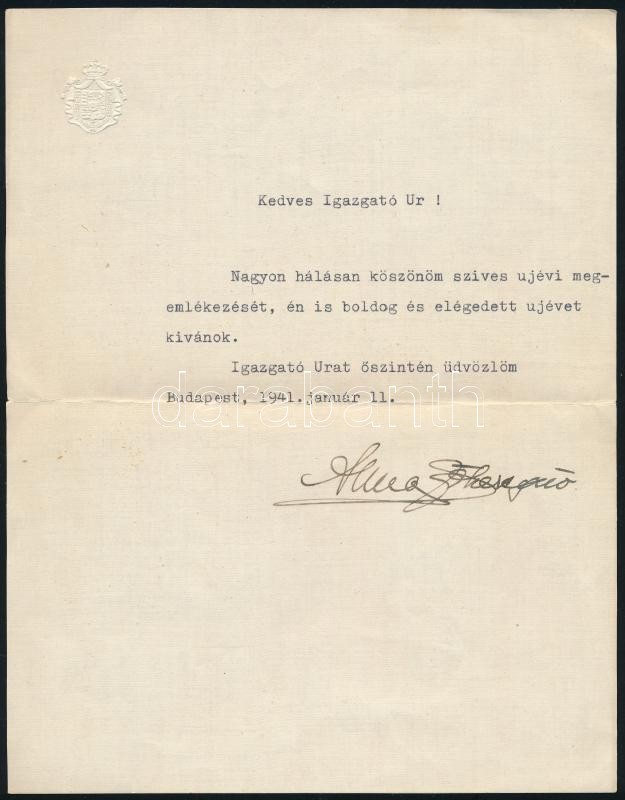 Kedves Igazgató Ur !
Nagyon hálásan köszönöm szives ujévi meg-
emlékezését, én is boldog és elégedett ujévet
kivánok.
Igazgató Urat őszintén üdvözlöm
Budapest, 1941.január 11.
darabanth